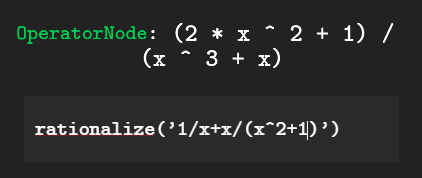 OperatorNode: (2 * x ^ 2 + 1) /
(x ^ 3 + x)
rationalize('1/x+x/(x^2+1)')